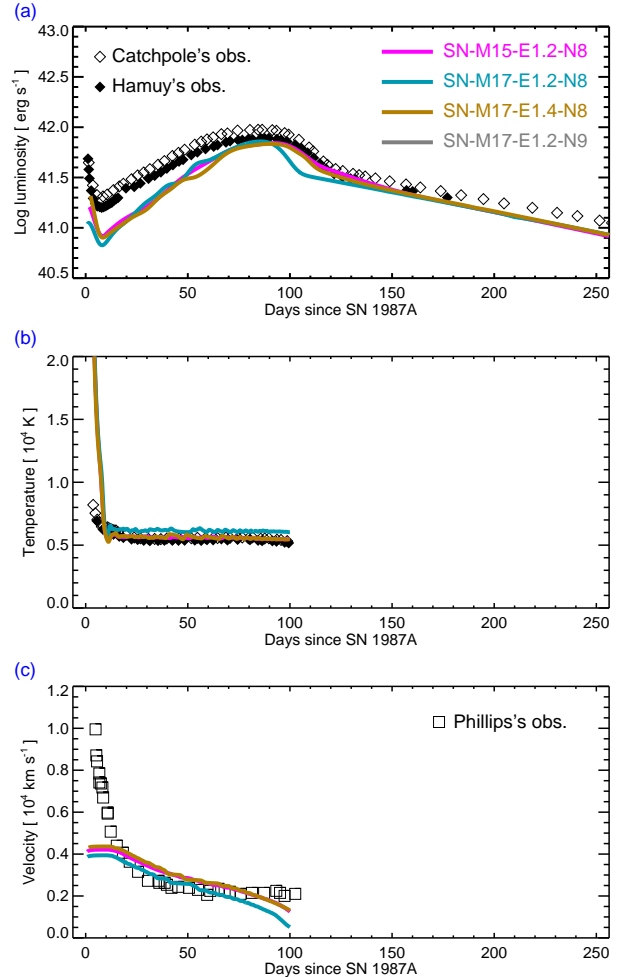 (a)
43.0
42.5
42.0
41.5
41.0
40.5
Log luminosity [ erg s⁻¹ ]
◇ Catchpole's obs.
◆ Hamuy's obs.
SN-M15-E1.2-N8
SN-M17-E1.2-N8
SN-M17-E1.4-N8
SN-M17-E1.2-N9
0 50 100 150 200 250
Days since SN 1987A
(b)
2.0
1.5
1.0
0.5
0.0
Temperature [ 10⁴ K ]
0 50 100 150 200 250
Days since SN 1987A
(c)
1.2
1.0
0.8
0.6
0.4
0.2
0.0
Velocity [ 10⁴ km s⁻¹ ]
□ Phillips's obs.
0 50 100 150 200 250
Days since SN 1987A